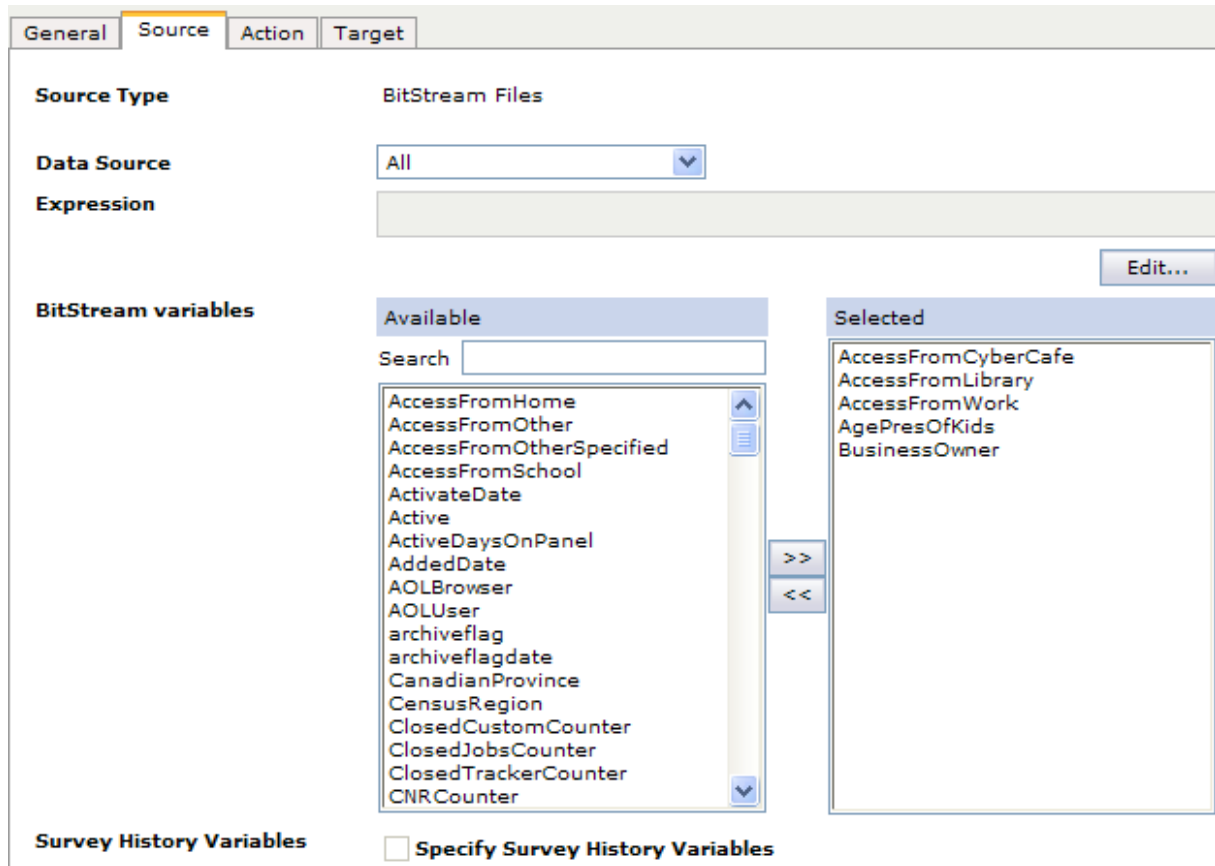 General Source Action Target
Source Type BitStream Files
Data Source All
Expression
Edit...
BitStream variables Available Selected
Search
AccessFromHome
AccessFromOther
AccessFromOtherSpecified
AccessFromSchool
ActivateDate
Active
ActiveDaysOnPanel
AddedDate
AOLBrowser
AOLUser
archiveflag
archiveflagdate
CanadianProvince
CensusRegion
ClosedCustomCounter
ClosedJobsCounter
ClosedTrackerCounter
CNRCounter
>>
<<
AccessFromCyberCafe
AccessFromLibrary
AccessFromWork
AgePresOfKids
BusinessOwner
Survey History Variables Specify Survey History Variables